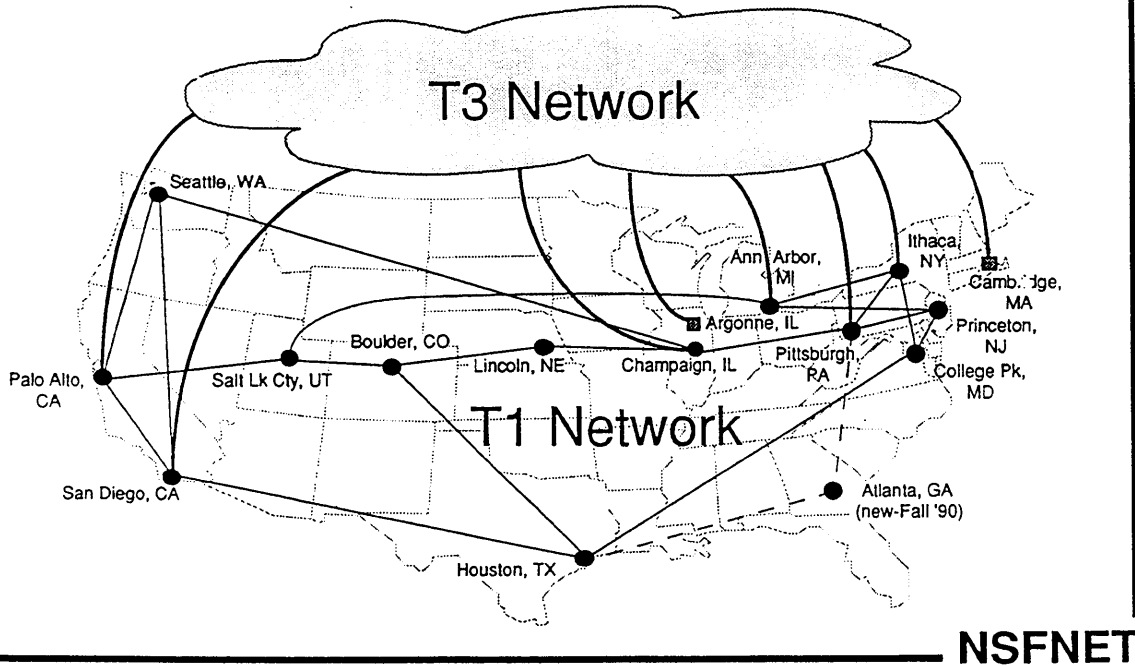 T3 Network
Seattle, WA
Ithaca,
NY
Ann Arbor,
MI
Cambridge,
MA
Argonne, IL
Princeton,
NJ
Boulder, CO
Lincoln, NE
Champaign, IL
Pittsburgh,
PA
Palo Alto,
CA
Salt Lk Cty, UT
College Pk,
MD
T1 Network
San Diego, CA
Atlanta, GA
(new-Fall '90)
Houston, TX
NSFNET